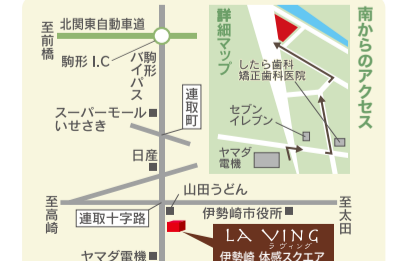 至前橋
北関東自動車道
駒形 I.C
駒形バイパス
連取町
スーパーモール
いせさき
日産
山田うどん
至高崎
連取十字路
伊勢崎市役所
至太田
ヤマダ電機
LA VING
ラ ヴィング
伊勢崎 体感スクエア
南からのアクセス
詳細マップ
したら歯科
矯正歯科医院
セブン
イレブン
ヤマダ
電機